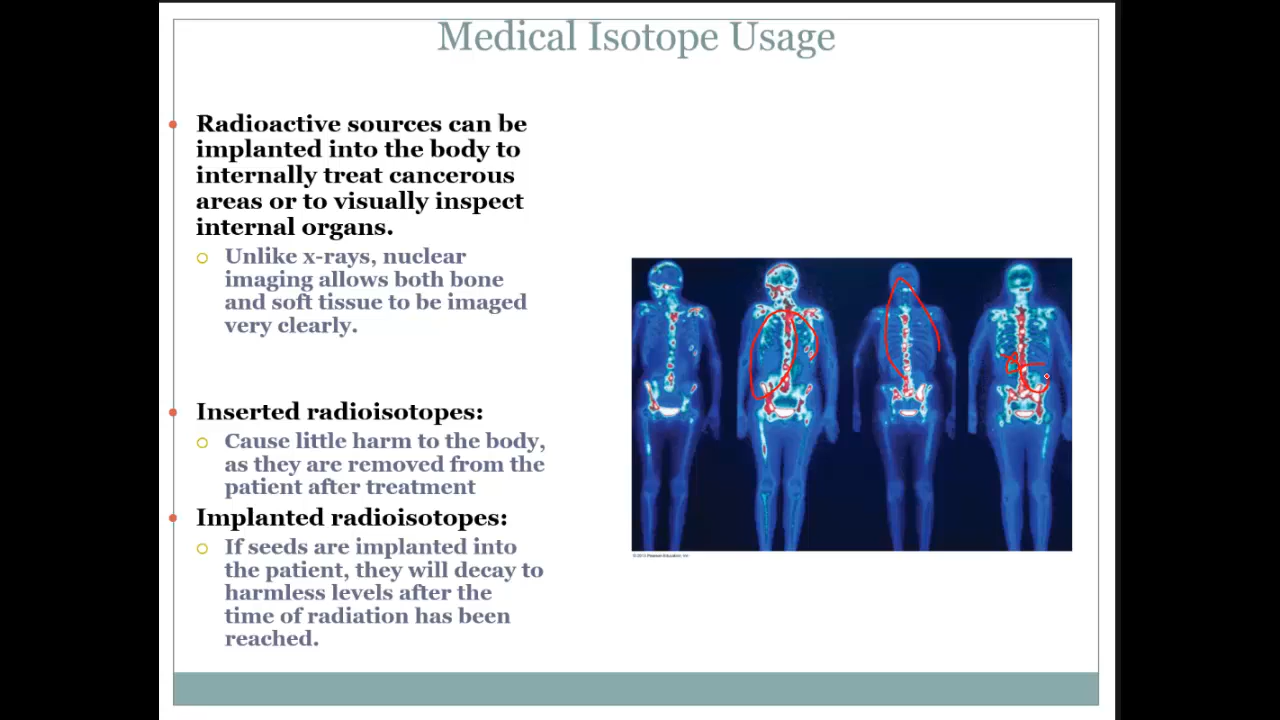 Medical Isotope Usage
Radioactive sources can be
implanted into the body to
internally treat cancerous
areas or to visually inspect
internal organs.
Unlike x-rays, nuclear
imaging allows both bone
and soft tissue to be imaged
very clearly.
Inserted radioisotopes:
Cause little harm to the body,
as they are removed from the
patient after treatment
Implanted radioisotopes:
If seeds are implanted into
the patient, they will decay to
harmless levels after the
time of radiation has been
reached.
Pearson Education, Inc.